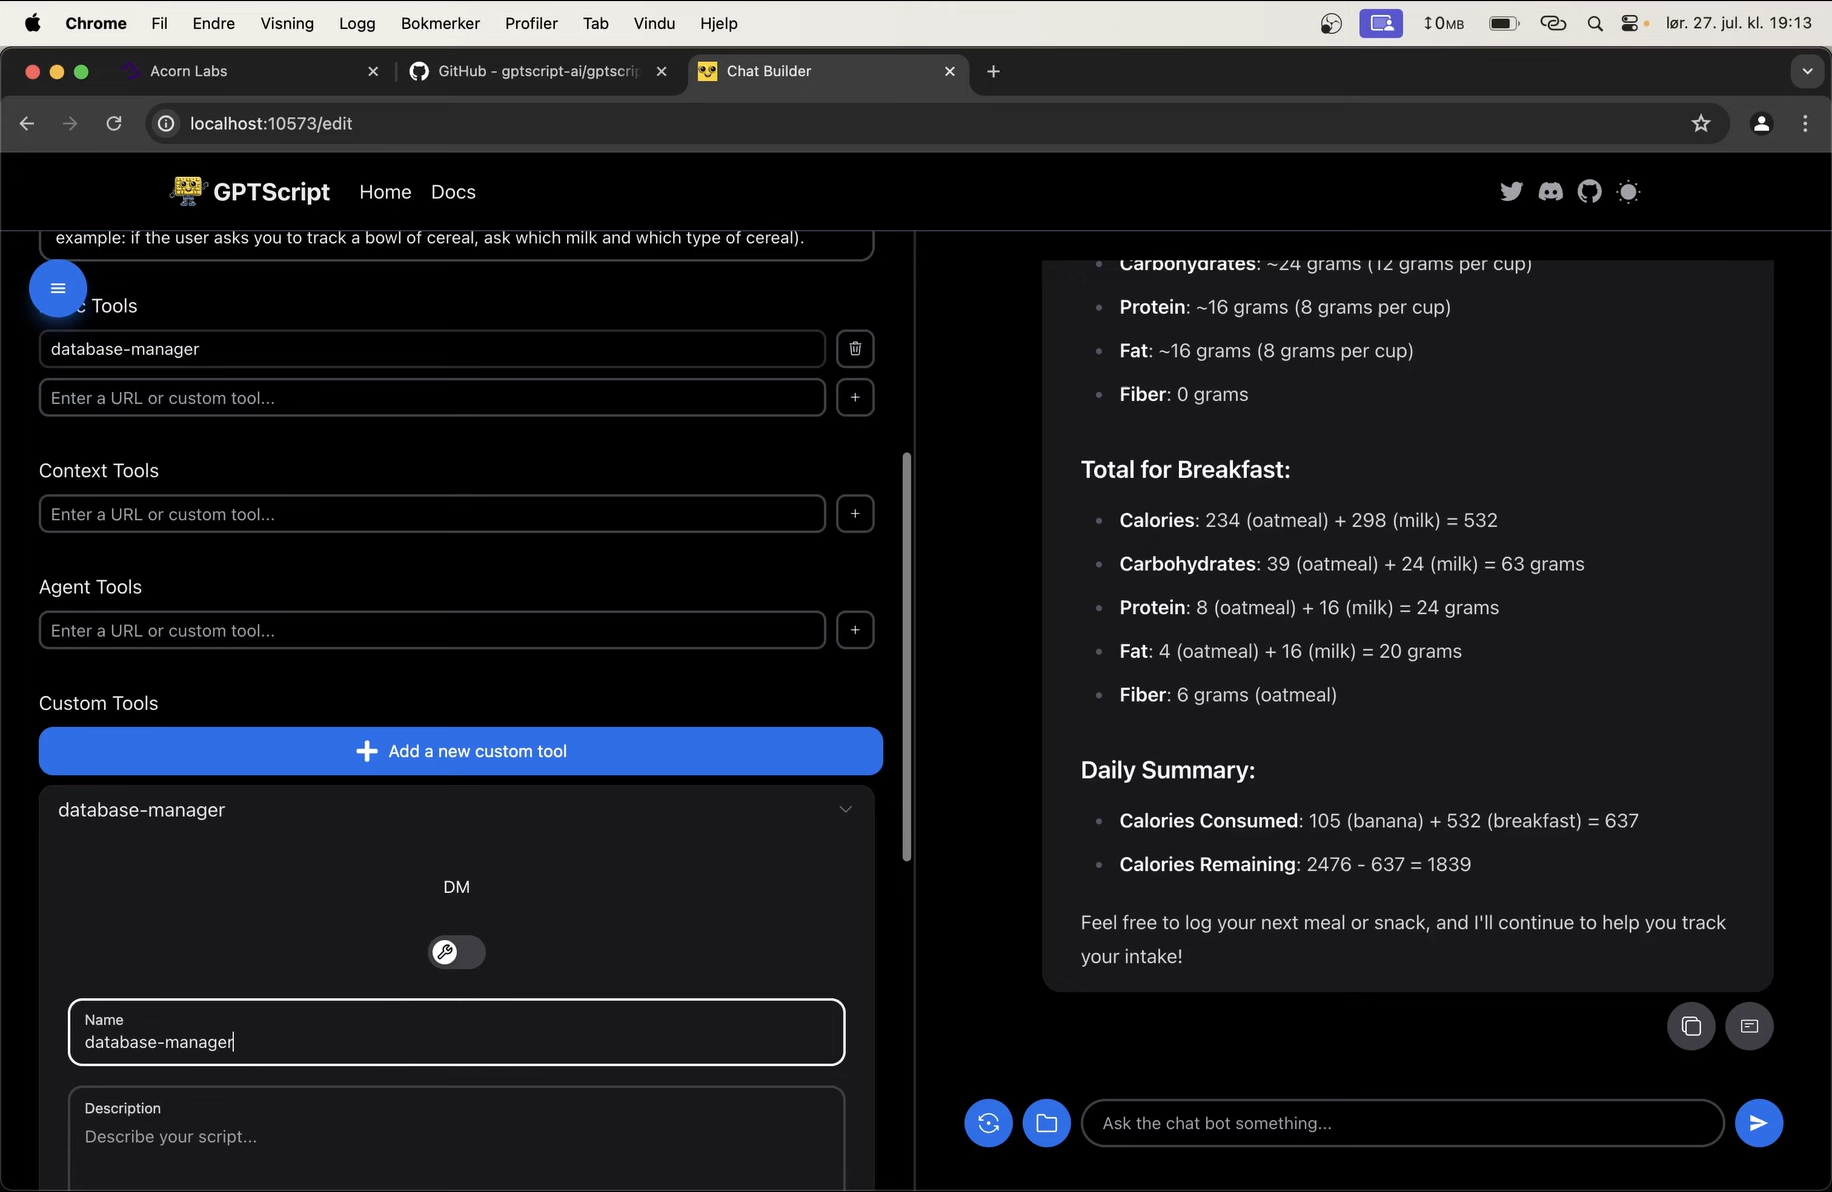 Chrome Fil Endre Visning Logg Bokmerker Profiler Tab Vindu Hjelp 0MB lør. 27. jul. kl. 19:13
Acorn Labs GitHub - gptscript-ai/gptscrip Chat Builder
localhost:10573/edit
GPTScript Home Docs
example: if the user asks you to track a bowl of cereal, ask which milk and which type of cereal).
Tools
database-manager
Enter a URL or custom tool...
Context Tools
Enter a URL or custom tool...
Agent Tools
Enter a URL or custom tool...
Custom Tools
Add a new custom tool
database-manager
DM
Name
database-manager
Description
Describe your script...
Carbohydrates: ~24 grams (12 grams per cup)
Protein: ~16 grams (8 grams per cup)
Fat: ~16 grams (8 grams per cup)
Fiber: 0 grams
Total for Breakfast:
Calories: 234 (oatmeal) + 298 (milk) = 532
Carbohydrates: 39 (oatmeal) + 24 (milk) = 63 grams
Protein: 8 (oatmeal) + 16 (milk) = 24 grams
Fat: 4 (oatmeal) + 16 (milk) = 20 grams
Fiber: 6 grams (oatmeal)
Daily Summary:
Calories Consumed: 105 (banana) + 532 (breakfast) = 637
Calories Remaining: 2476 - 637 = 1839
Feel free to log your next meal or snack, and I'll continue to help you track
your intake!
Ask the chat bot something...